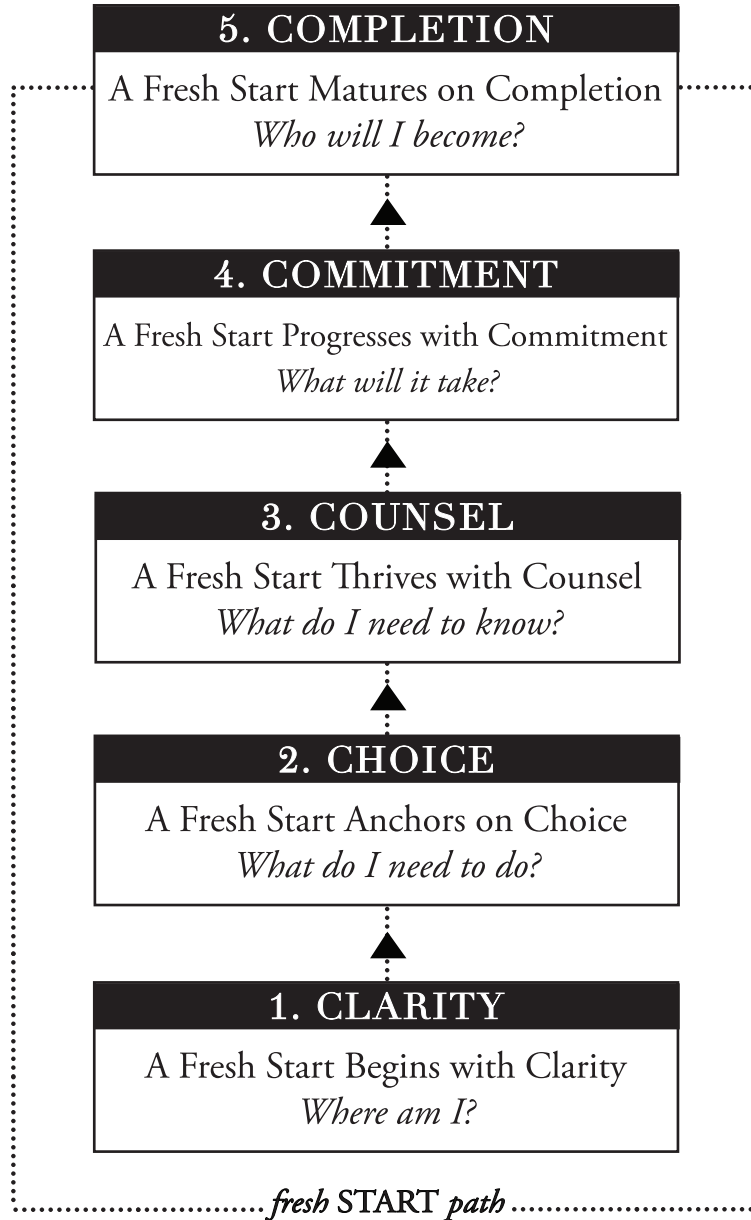 5. COMPLETION
A Fresh Start Matures on Completion
Who will I become?
4. COMMITMENT
A Fresh Start Progresses with Commitment
What will it take?
3. COUNSEL
A Fresh Start Thrives with Counsel
What do I need to know?
2. CHOICE
A Fresh Start Anchors on Choice
What do I need to do?
1. CLARITY
A Fresh Start Begins with Clarity
Where am I?
fresh START path